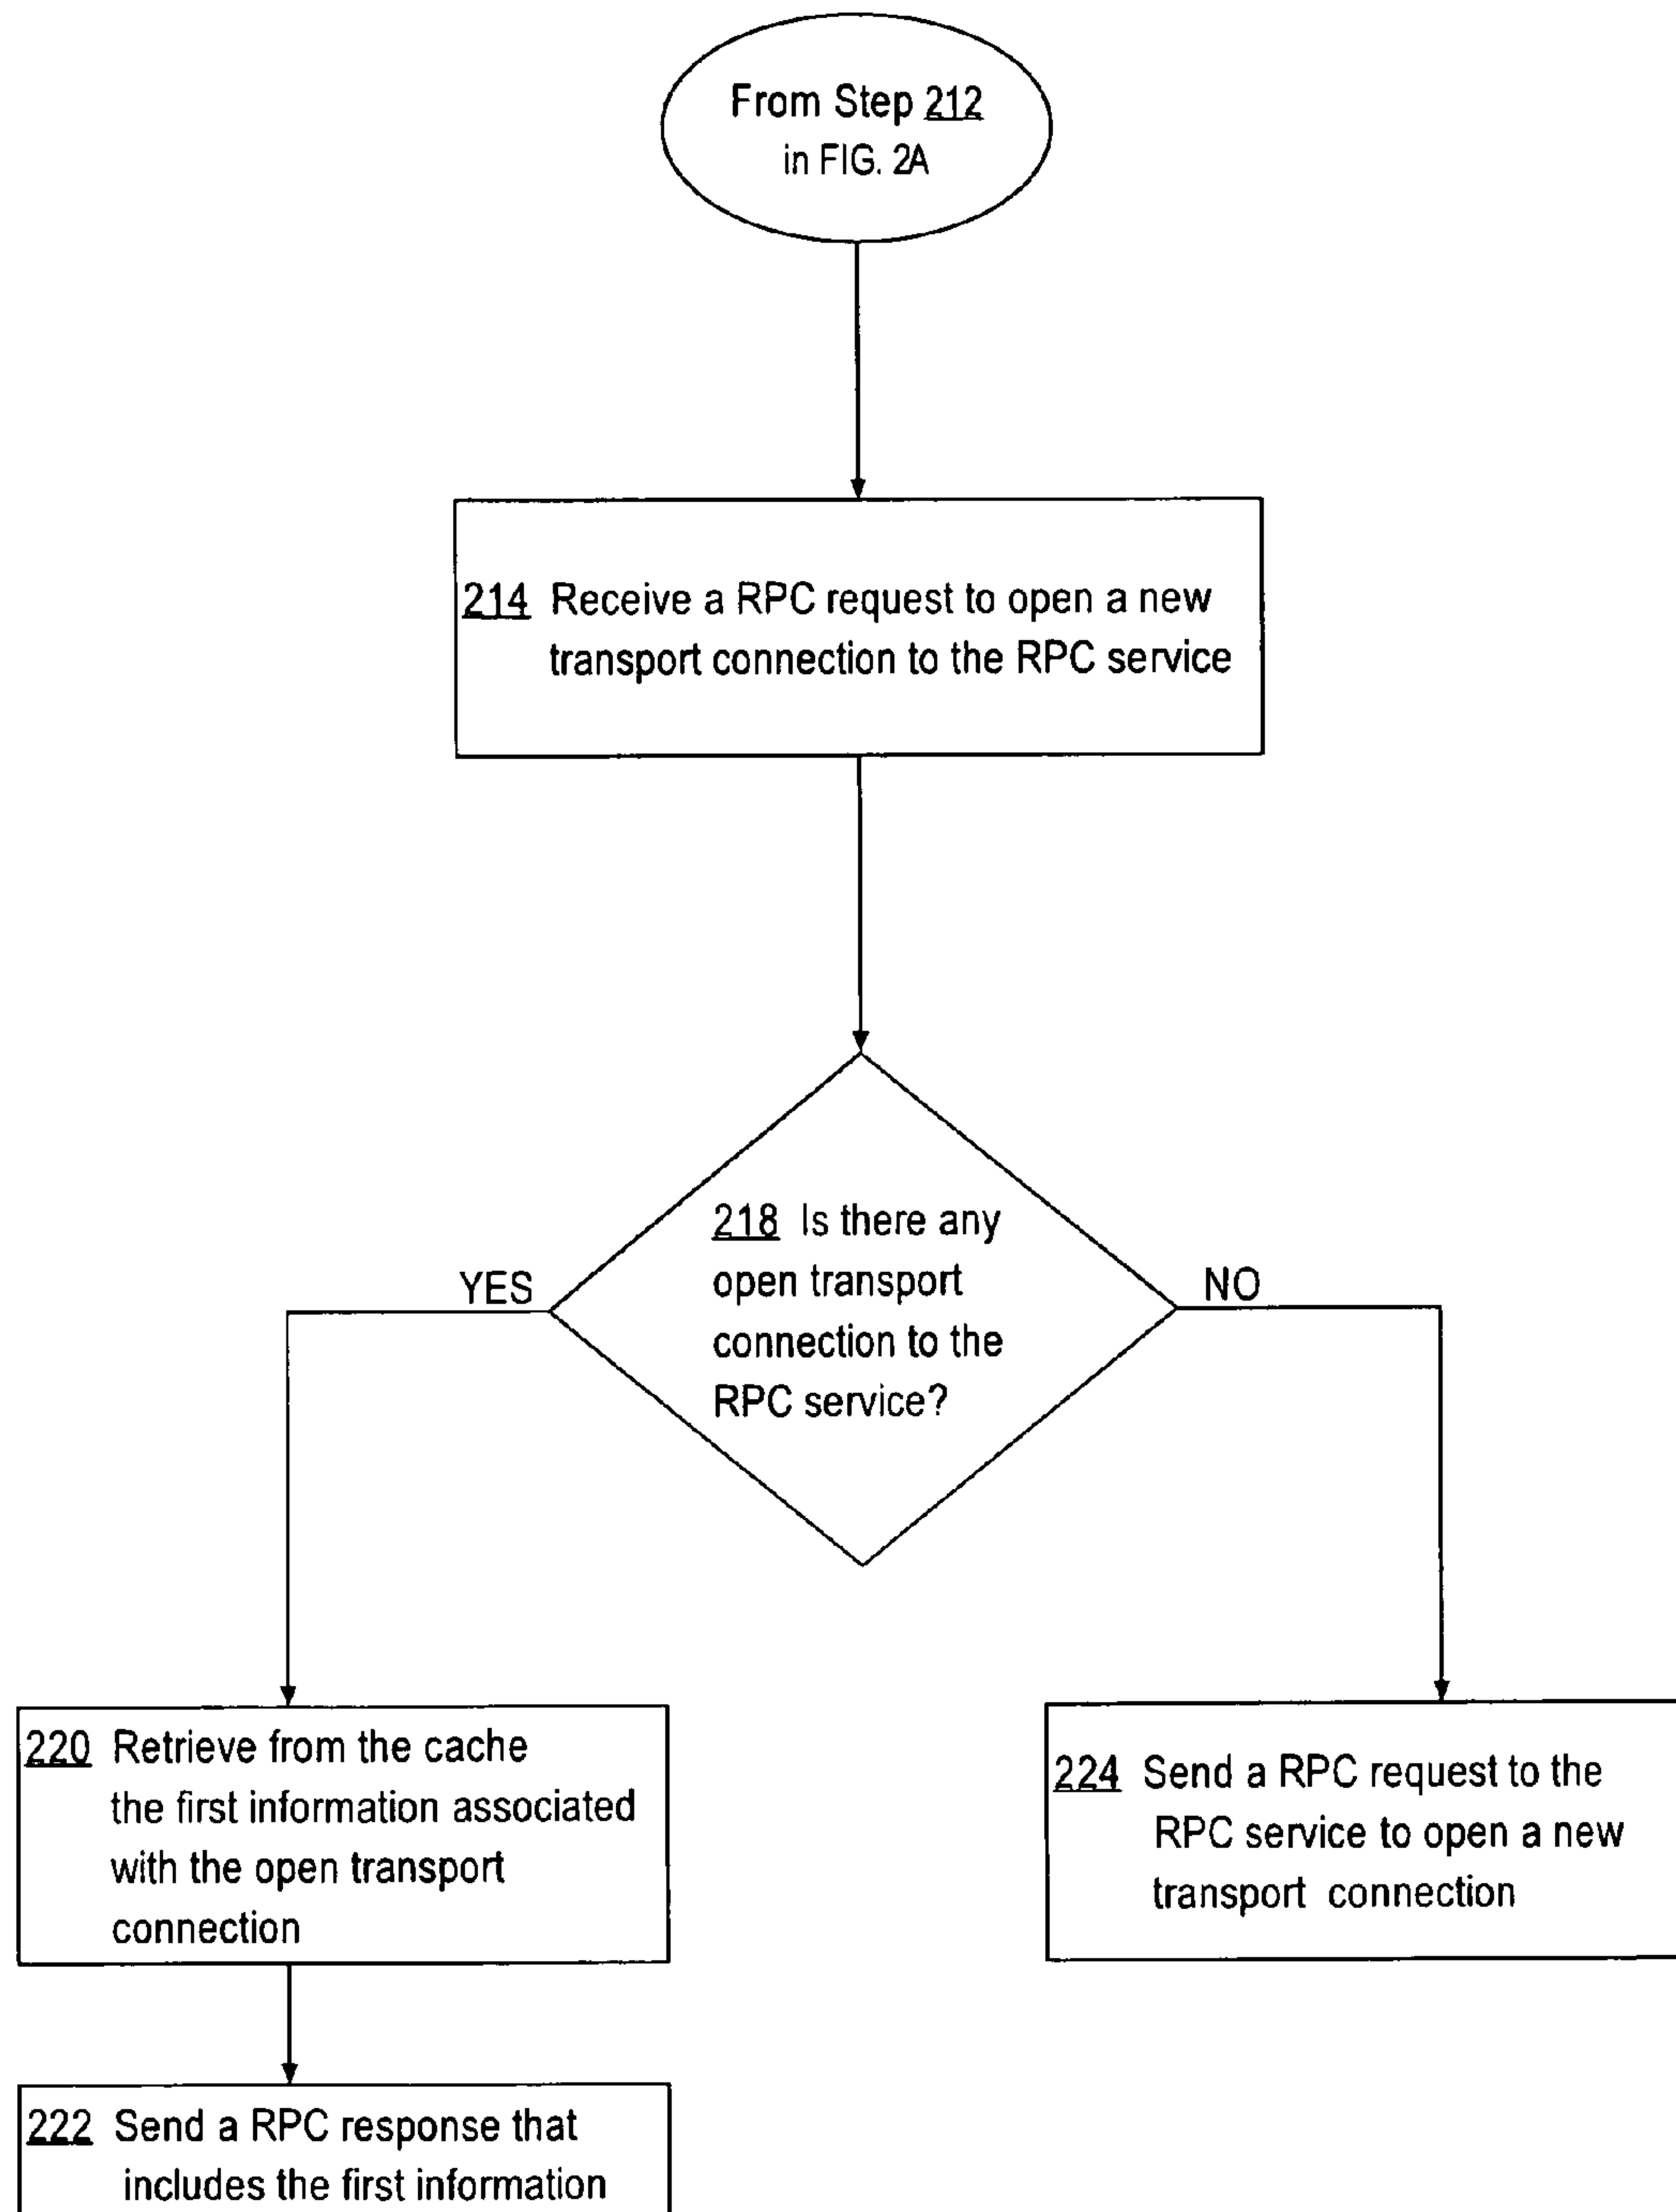 From Step 212
in FIG. 2A
214 Receive a RPC request to open a new
transport connection to the RPC service
218 Is there any
open transport
connection to the
RPC service?
YES
NO
220 Retrieve from the cache
the first information associated
with the open transport
connection
224 Send a RPC request to the
RPC service to open a new
transport connection
222 Send a RPC response that
includes the first information